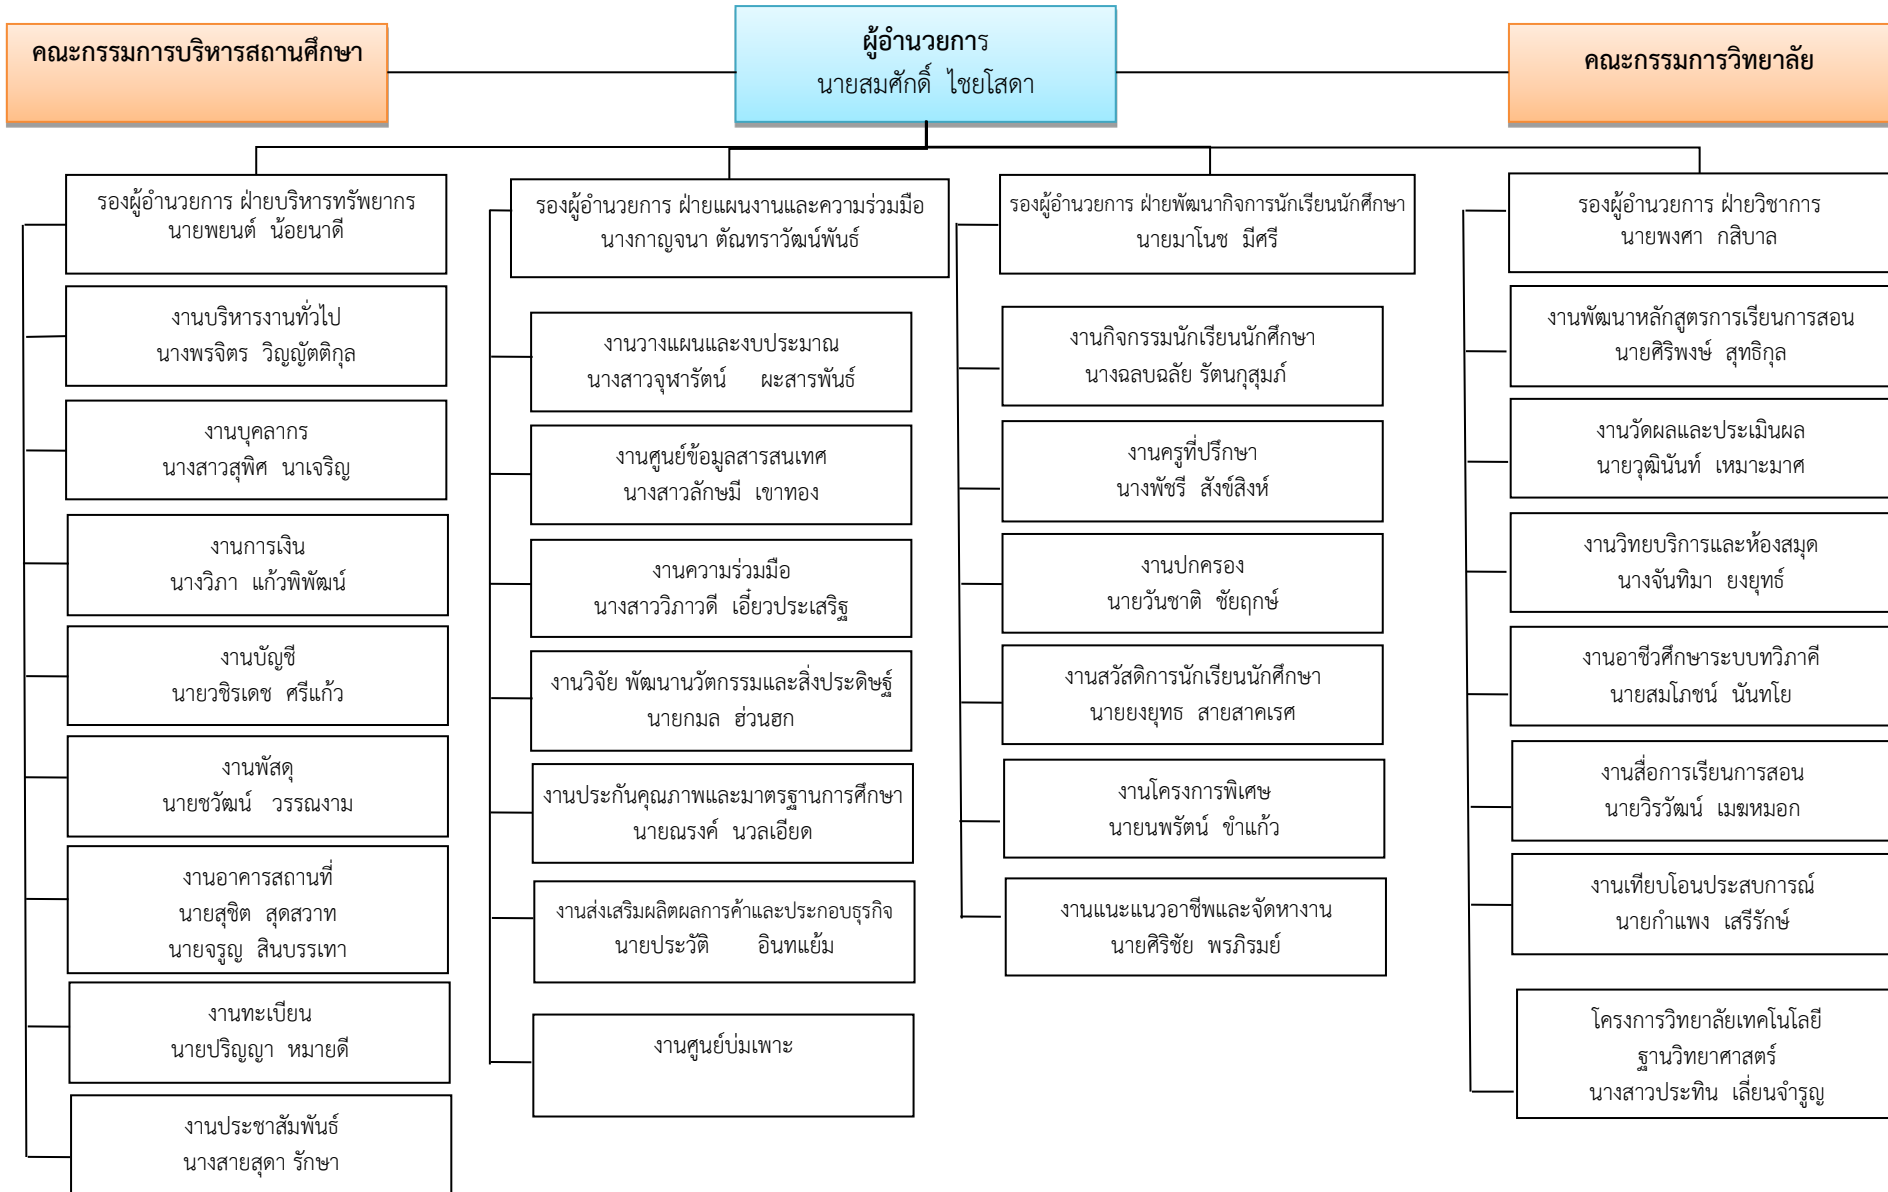 คณะกรรมการบริหารสถานศึกษา
ผู้อำนวยการ
นายสมศักดิ์ ไชยโสดา
คณะกรรมการวิทยาลัย
รองผู้อำนวยการ ฝ่ายบริหารทรัพยากร
นายพยนต์ น้อยนาดี
งานบริหารงานทั่วไป
นางพรจิตร วิญญัตติกุล
งานบุคลากร
นางสาวสุพิศ นาเจริญ
งานการเงิน
นางวิภา แก้วพิพัฒน์
งานบัญชี
นายวชิรเดช ศรีแก้ว
งานพัสดุ
นายชวัฒน์ วรรณงาม
งานอาคารสถานที่
นายสุชิต สุดสวาท
นายจรูญ สินบรรเทา
งานทะเบียน
นายปริญญา หมายดี
งานประชาสัมพันธ์
นางสายสุดา รักษา
รองผู้อำนวยการ ฝ่ายแผนงานและความร่วมมือ
นางกาญจนา ตัณทราวัฒน์พันธ์
งานวางแผนและงบประมาณ
นางสาวจุฬารัตน์ ผะสารพันธ์
งานศูนย์ข้อมูลสารสนเทศ
นางสาวลักษมี เขาทอง
งานความร่วมมือ
นางสาววิภาวดี เอี๋ยวประเสริฐ
งานวิจัย พัฒนานวัตกรรมและสิ่งประดิษฐ์
นายกมล ฮ่วนฮก
งานประกันคุณภาพและมาตรฐานการศึกษา
นายณรงค์ นวลเอียด
งานส่งเสริมผลิตผลการค้าและประกอบธุรกิจ
นายประวัติ อินทแย้ม
งานศูนย์บ่มเพาะ
รองผู้อำนวยการ ฝ่ายพัฒนากิจการนักเรียนนักศึกษา
นายมาโนช มีศรี
งานกิจกรรมนักเรียนนักศึกษา
นางฉลบฉลัย รัตนกุสุมภ์
งานครูที่ปรึกษา
นางพัชรี สังข์สิงห์
งานปกครอง
นายวันชาติ ชัยฤกษ์
งานสวัสดิการนักเรียนนักศึกษา
นายยงยุทธ สายสาคเรศ
งานโครงการพิเศษ
นายนพรัตน์ ขำแก้ว
งานแนะแนวอาชีพและจัดหางาน
นายศิริชัย พรภิรมย์
รองผู้อำนวยการ ฝ่ายวิชาการ
นายพงศา กสิบาล
งานพัฒนาหลักสูตรการเรียนการสอน
นายศิริพงษ์ สุทธิกุล
งานวัดผลและประเมินผล
นายวุฒินันท์ เหมาะมาศ
งานวิทยบริการและห้องสมุด
นางจันทิมา ยงยุทธ์
งานอาชีวศึกษาระบบทวิภาคี
นายสมโภชน์ นันทโย
งานสื่อการเรียนการสอน
นายวิรวัฒน์ เมฆหมอก
งานเทียบโอนประสบการณ์
นายกำแพง เสรีรักษ์
โครงการวิทยาลัยเทคโนโลยี
ฐานวิทยาศาสตร์
นางสาวประทิน เลี่ยนจำรูญ